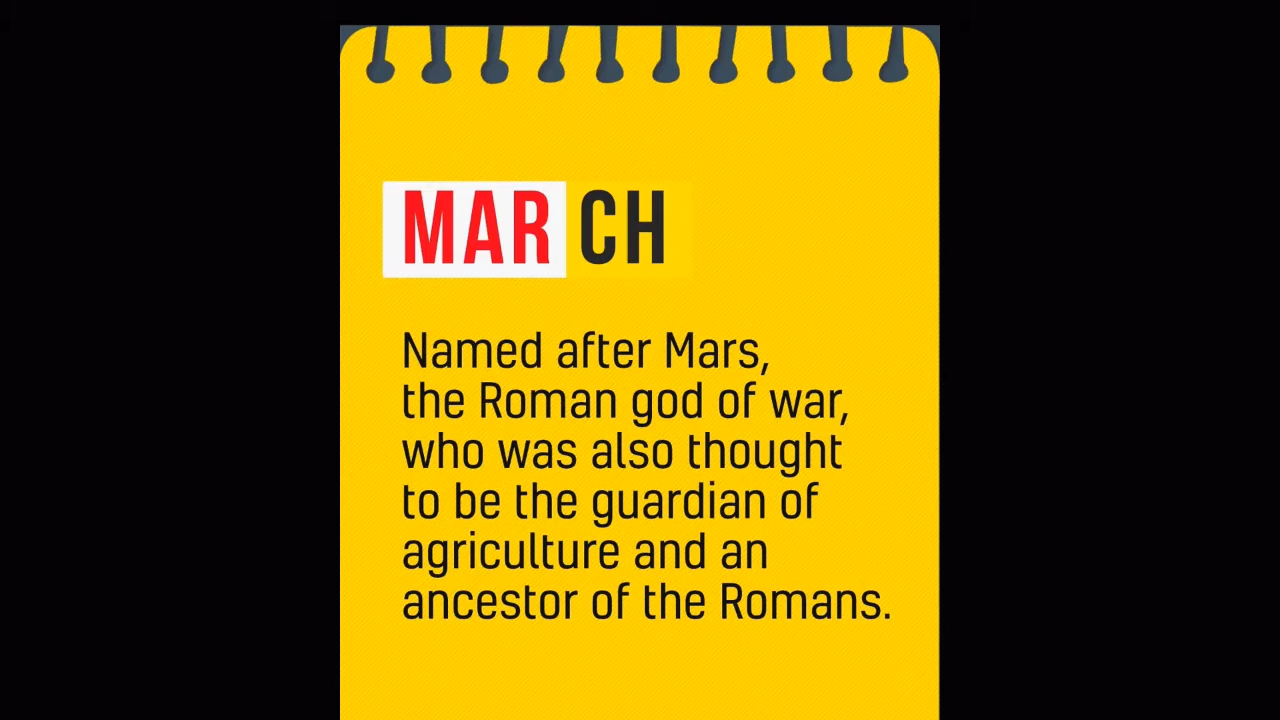 MARCH
Named after Mars,
the Roman god of war,
who was also thought
to be the guardian of
agriculture and an
ancestor of the Romans.